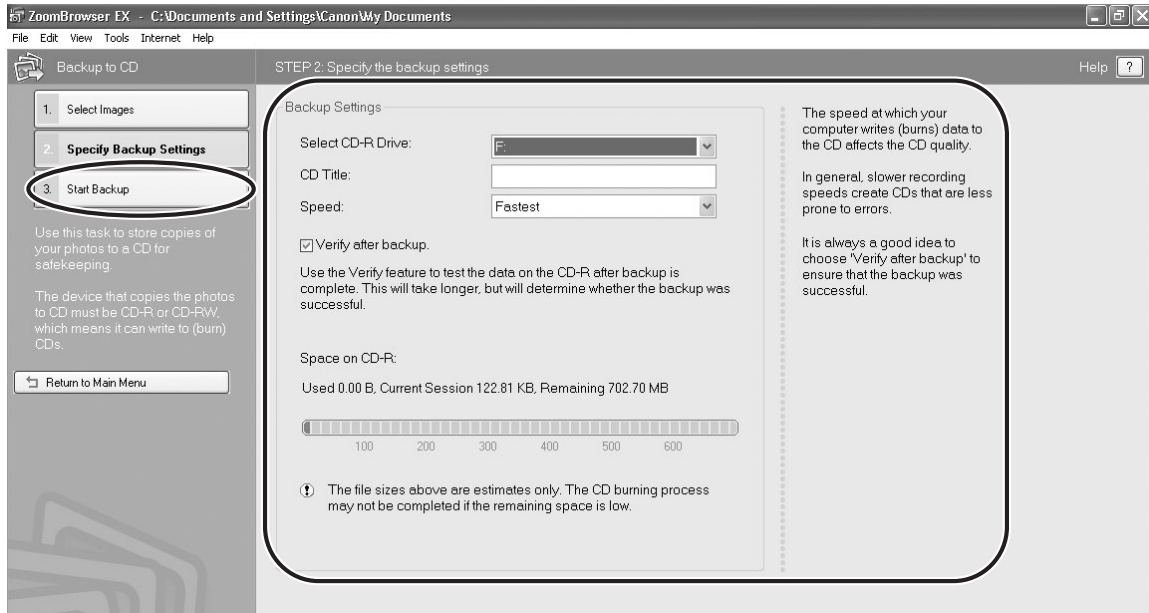 ZoomBrowser EX - C:\Documents and Settings\Canon\My Documents
File Edit View Tools Internet Help
Backup to CD
STEP 2: Specify the backup settings
Help ?
1. Select Images
2. Specify Backup Settings
3. Start Backup
Use this task to store copies of
your photos to a CD for
safekeeping.
The device that copies the photos
to CD must be CD-R or CD-RW,
which means it can write to (burn)
CDs.
Return to Main Menu
Backup Settings
Select CD-R Drive: F:
CD Title:
Speed: Fastest
Verify after backup.
Use the Verify feature to test the data on the CD-R after backup is
complete. This will take longer, but will determine whether the backup was
successful.
Space on CD-R:
Used 0.00 B, Current Session 122.81 KB, Remaining 702.70 MB
100 200 300 400 500 600
The file sizes above are estimates only. The CD burning process
may not be completed if the remaining space is low.
The speed at which your
computer writes (burns) data to
the CD affects the CD quality.
In general, slower recording
speeds create CDs that are less
prone to errors.
It is always a good idea to
choose 'Verify after backup' to
ensure that the backup was
successful.